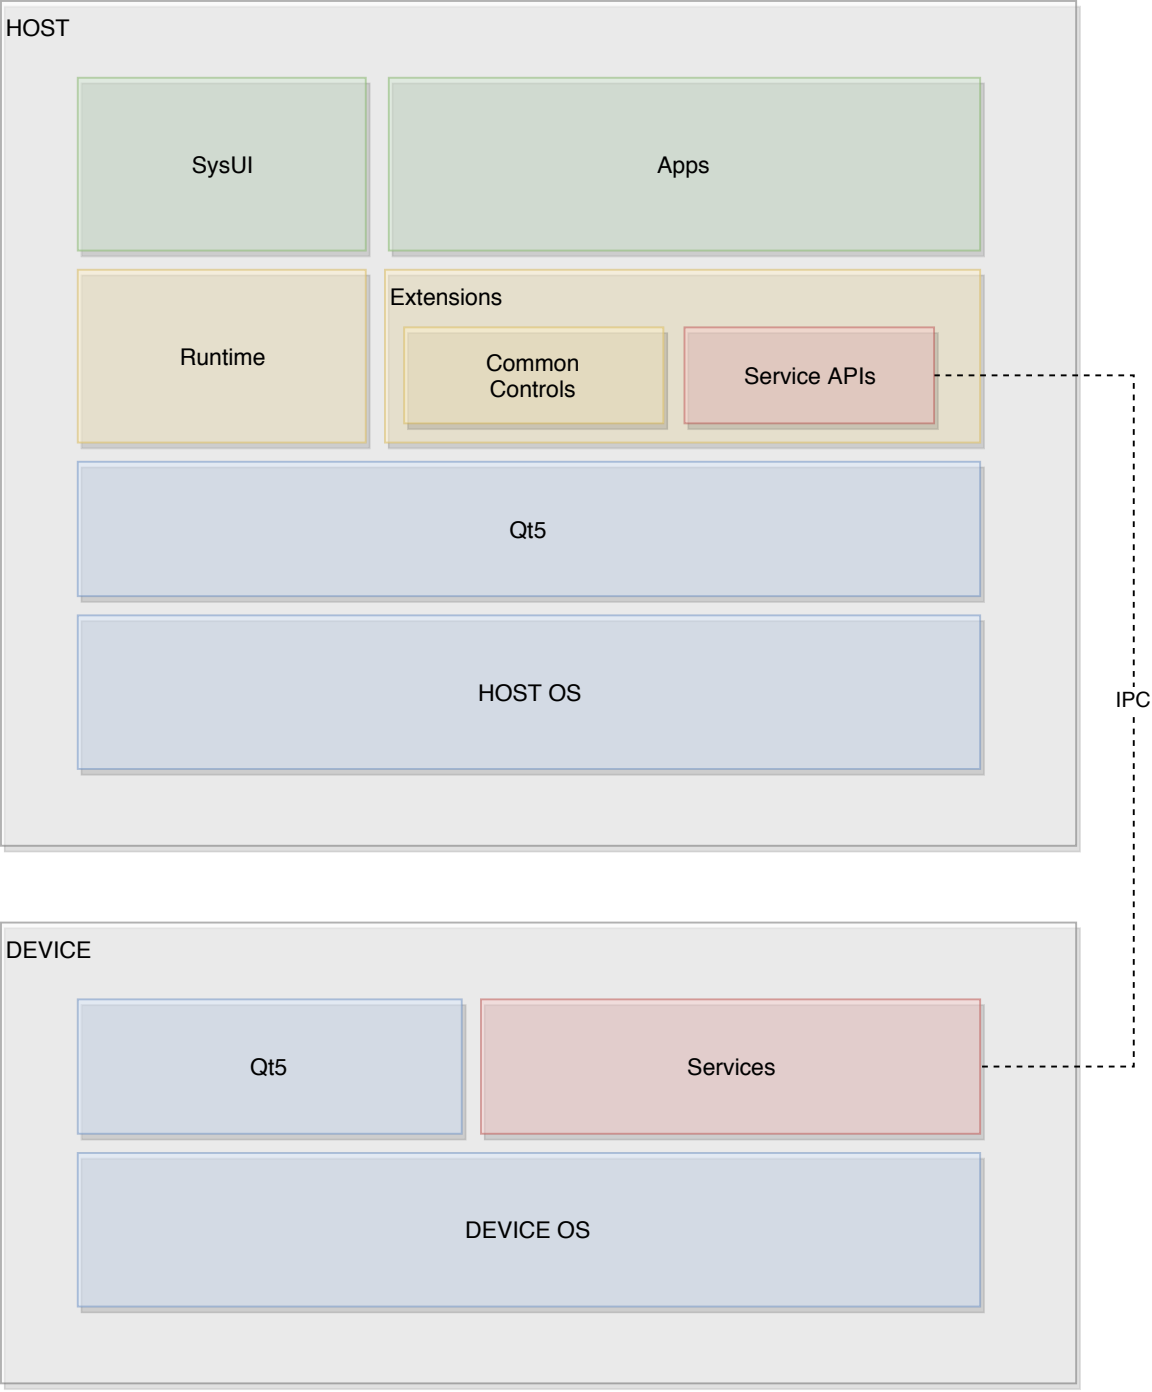 HOST
SysUI
Apps
Runtime
Extensions
Common
Controls
Service APIs
Qt5
HOST OS
IPC
DEVICE
Qt5
Services
DEVICE OS